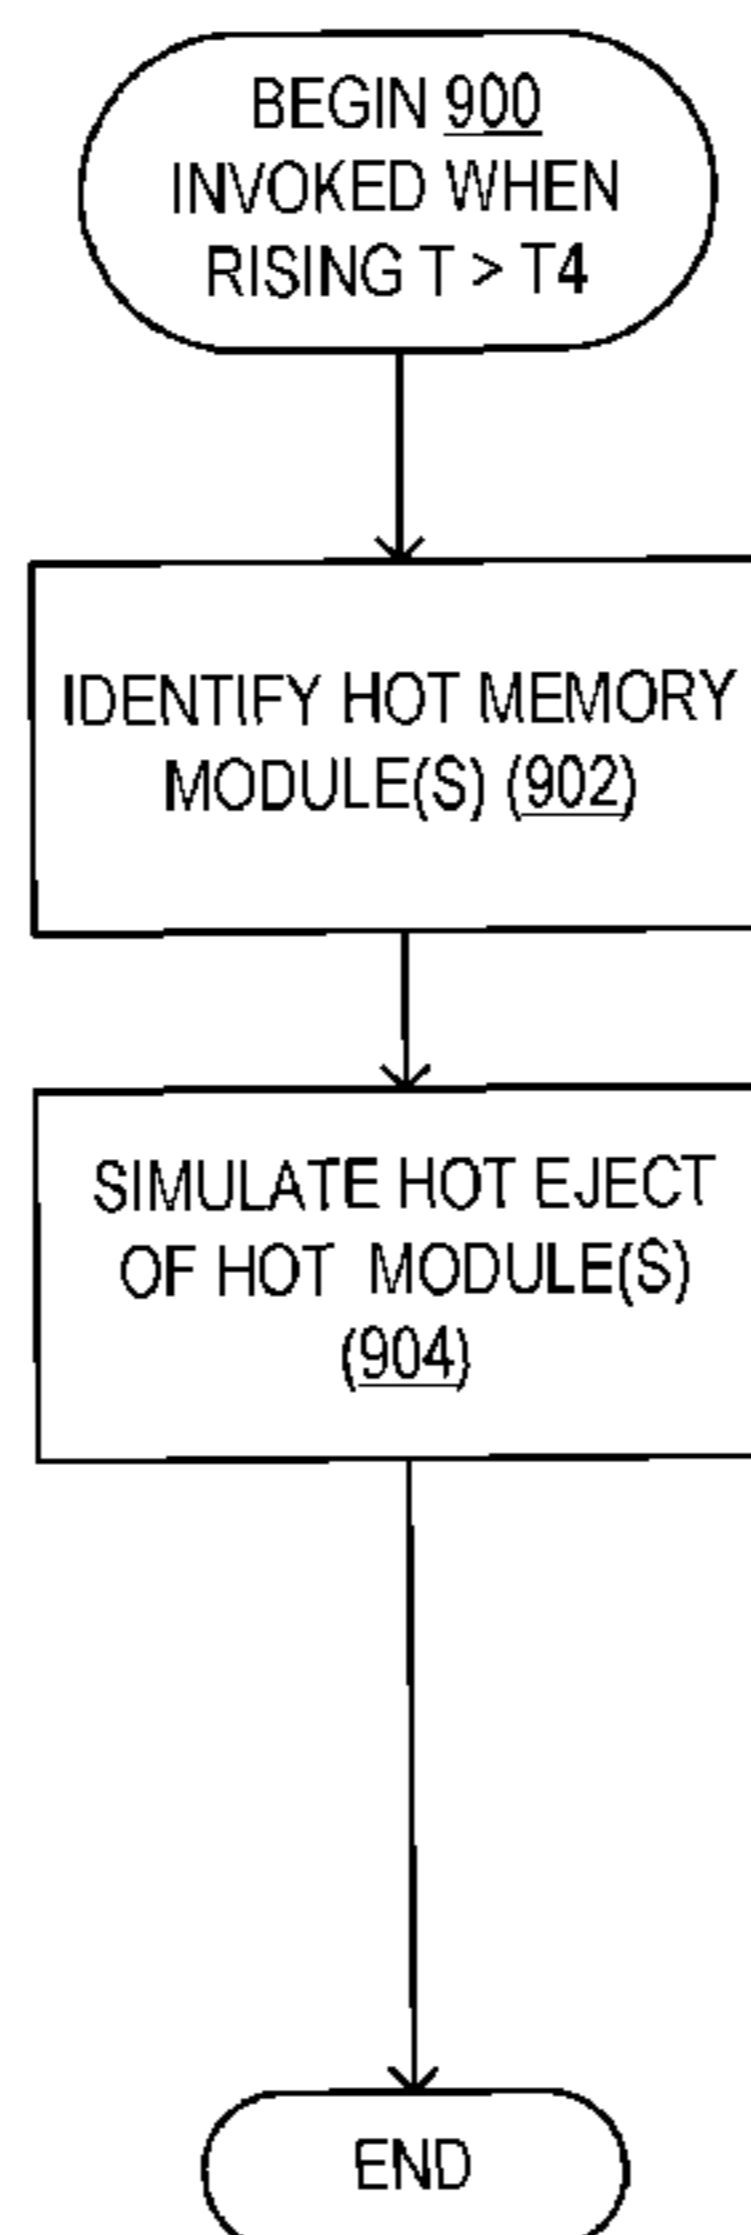 BEGIN 900
INVOKED WHEN
RISING T > T4
IDENTIFY HOT MEMORY
MODULE(S) (902)
SIMULATE HOT EJECT
OF HOT MODULE(S)
(904)
END